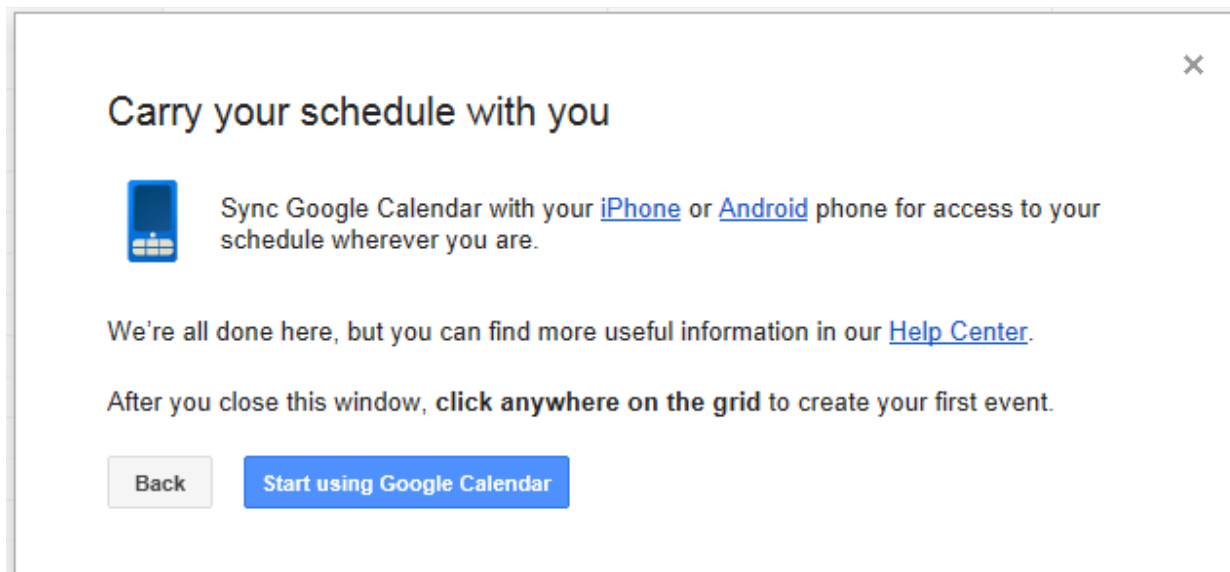 Carry your schedule with you
Sync Google Calendar with your iPhone or Android phone for access to your
schedule wherever you are.
We’re all done here, but you can find more useful information in our Help Center.
After you close this window, click anywhere on the grid to create your first event.
Back
Start using Google Calendar